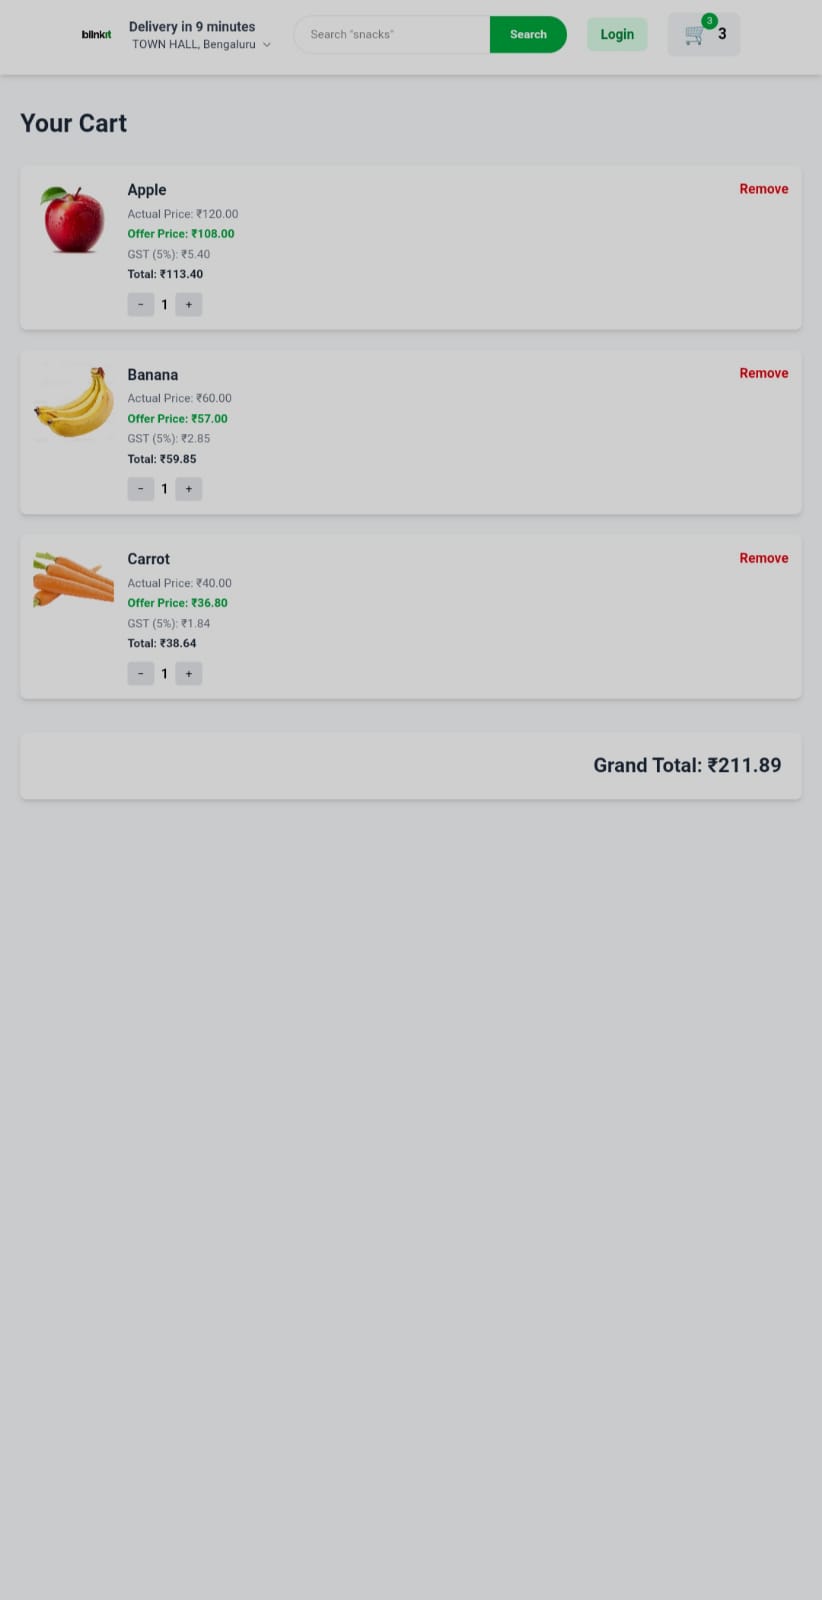 blinkit
Delivery in 9 minutes
TOWN HALL, Bengaluru
Search "snacks"
Search
Login
3
3
Your Cart
Apple
Remove
Actual Price: ₹120.00
Offer Price: ₹108.00
GST (5%): ₹5.40
Total: ₹113.40
− 1 +
Banana
Remove
Actual Price: ₹60.00
Offer Price: ₹57.00
GST (5%): ₹2.85
Total: ₹59.85
− 1 +
Carrot
Remove
Actual Price: ₹40.00
Offer Price: ₹36.80
GST (5%): ₹1.84
Total: ₹38.64
− 1 +
Grand Total: ₹211.89